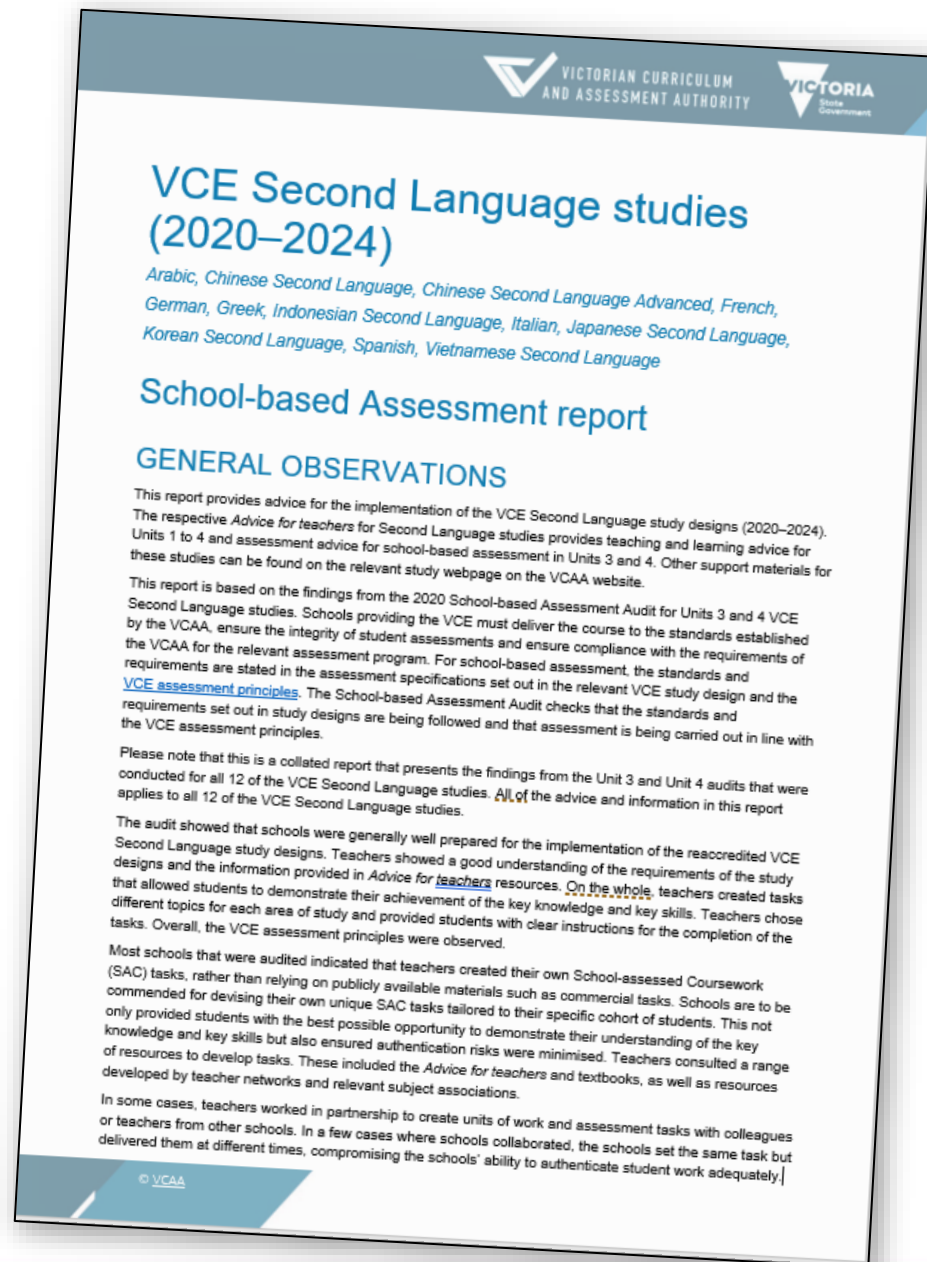 VICTORIAN CURRICULUM
AND ASSESSMENT AUTHORITY
VICTORIA
State
Government
VCE Second Language studies
(2020–2024)
Arabic, Chinese Second Language, Chinese Second Language Advanced, French,
German, Greek, Indonesian Second Language, Italian, Japanese Second Language,
Korean Second Language, Spanish, Vietnamese Second Language
School-based Assessment report
GENERAL OBSERVATIONS
This report provides advice for the implementation of the VCE Second Language study designs (2020–2024).
The respective Advice for teachers for Second Language studies provides teaching and learning advice for
Units 1 to 4 and assessment advice for school-based assessment in Units 3 and 4. Other support materials for
these studies can be found on the relevant study webpage on the VCAA website.
This report is based on the findings from the 2020 School-based Assessment Audit for Units 3 and 4 VCE
Second Language studies. Schools providing the VCE must deliver the course to the standards established
by the VCAA, ensure the integrity of student assessments and ensure compliance with the requirements of
the VCAA for the relevant assessment program. For school-based assessment, the standards and
requirements are stated in the assessment specifications set out in the relevant VCE study design and the
VCE assessment principles. The School-based Assessment Audit checks that the standards and
requirements set out in study designs are being followed and that assessment is being carried out in line with
the VCE assessment principles.
Please note that this is a collated report that presents the findings from the Unit 3 and Unit 4 audits that were
conducted for all 12 of the VCE Second Language studies. All of the advice and information in this report
applies to all 12 of the VCE Second Language studies.
The audit showed that schools were generally well prepared for the implementation of the reaccredited VCE
Second Language study designs. Teachers showed a good understanding of the requirements of the study
designs and the information provided in Advice for teachers resources. On the whole, teachers created tasks
that allowed students to demonstrate their achievement of the key knowledge and key skills. Teachers chose
different topics for each area of study and provided students with clear instructions for the completion of the
tasks. Overall, the VCE assessment principles were observed.
Most schools that were audited indicated that teachers created their own School-assessed Coursework
(SAC) tasks, rather than relying on publicly available materials such as commercial tasks. Schools are to be
commended for devising their own unique SAC tasks tailored to their specific cohort of students. This not
only provided students with the best possible opportunity to demonstrate their understanding of the key
knowledge and key skills but also ensured authentication risks were minimised. Teachers consulted a range
of resources to develop tasks. These included the Advice for teachers and textbooks, as well as resources
developed by teacher networks and relevant subject associations.
In some cases, teachers worked in partnership to create units of work and assessment tasks with colleagues
or teachers from other schools. In a few cases where schools collaborated, the schools set the same task but
delivered them at different times, compromising the schools' ability to authenticate student work adequately.
© VCAA